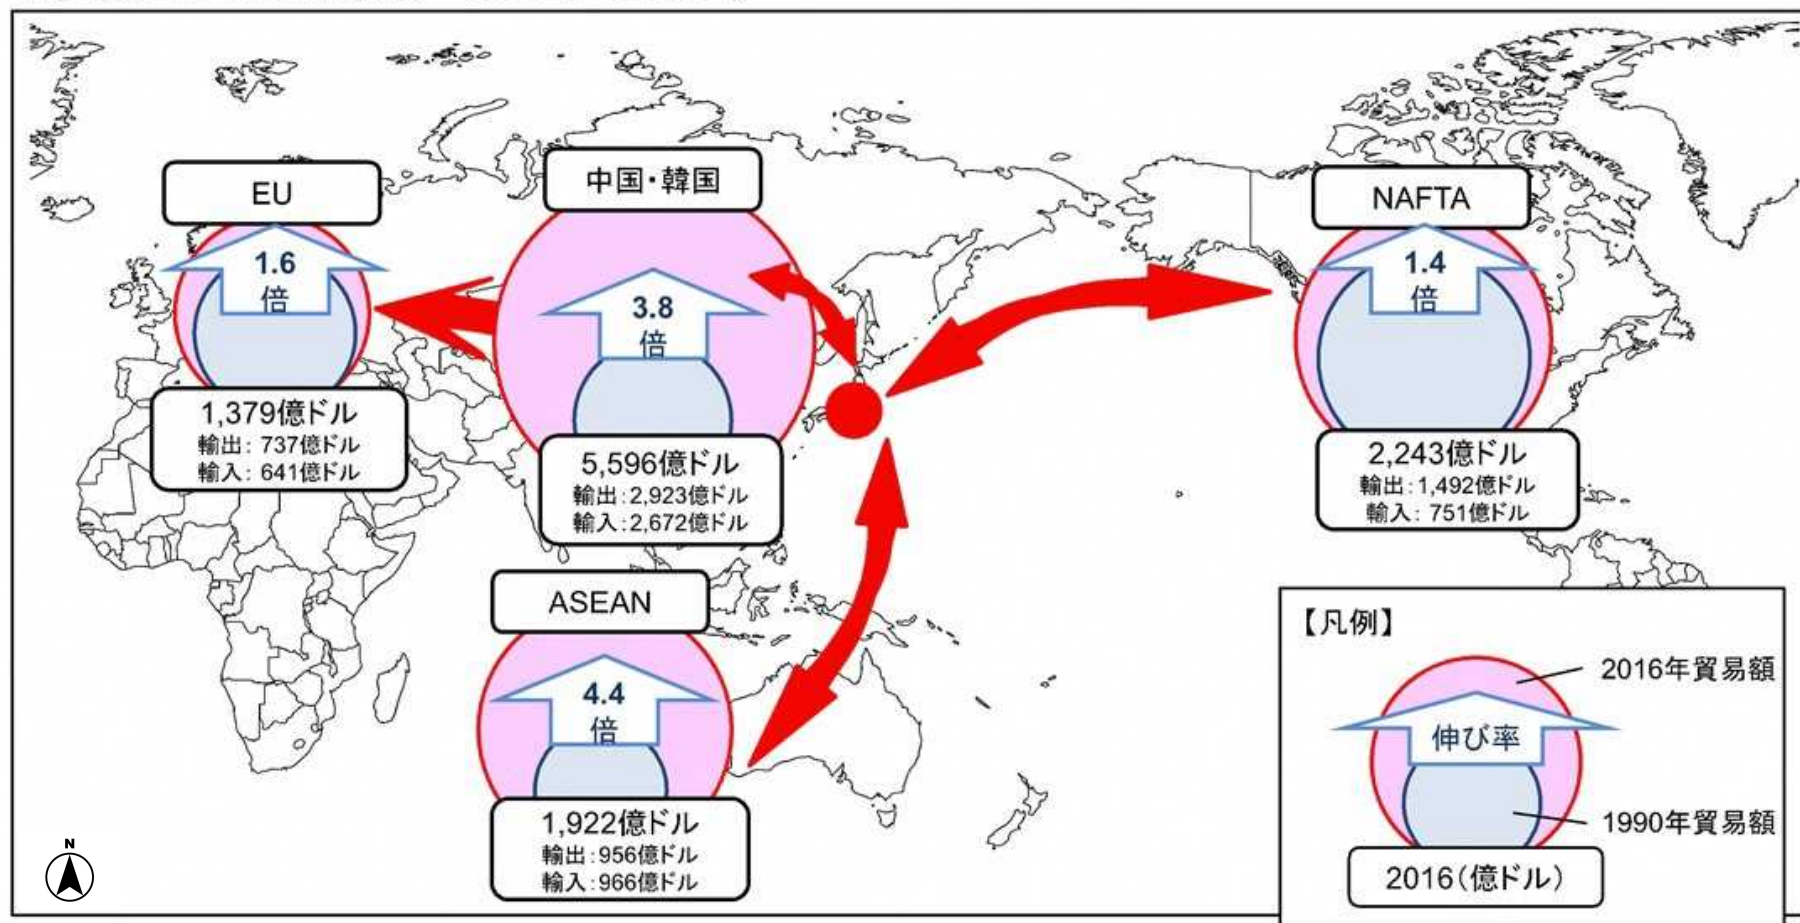 EU
1.6
倍
1,379億ドル
輸出: 737億ドル
輸入: 641億ドル
中国・韓国
3.8
倍
5,596億ドル
輸出:2,923億ドル
輸入:2,672億ドル
NAFTA
1.4
倍
2,243億ドル
輸出:1,492億ドル
輸入: 751億ドル
ASEAN
4.4
倍
1,922億ドル
輸出:956億ドル
輸入:966億ドル
【凡例】
2016年貿易額
伸び率
1990年貿易額
2016(億ドル)
N